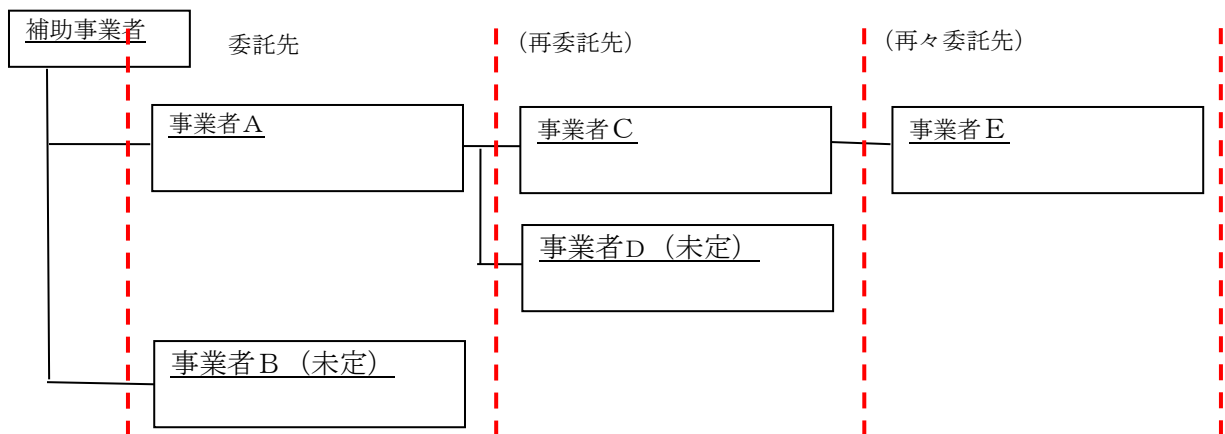 補助事業者
委託先
（再委託先）
（再々委託先）
事業者A
事業者C
事業者E
事業者D（未定）
事業者B（未定）